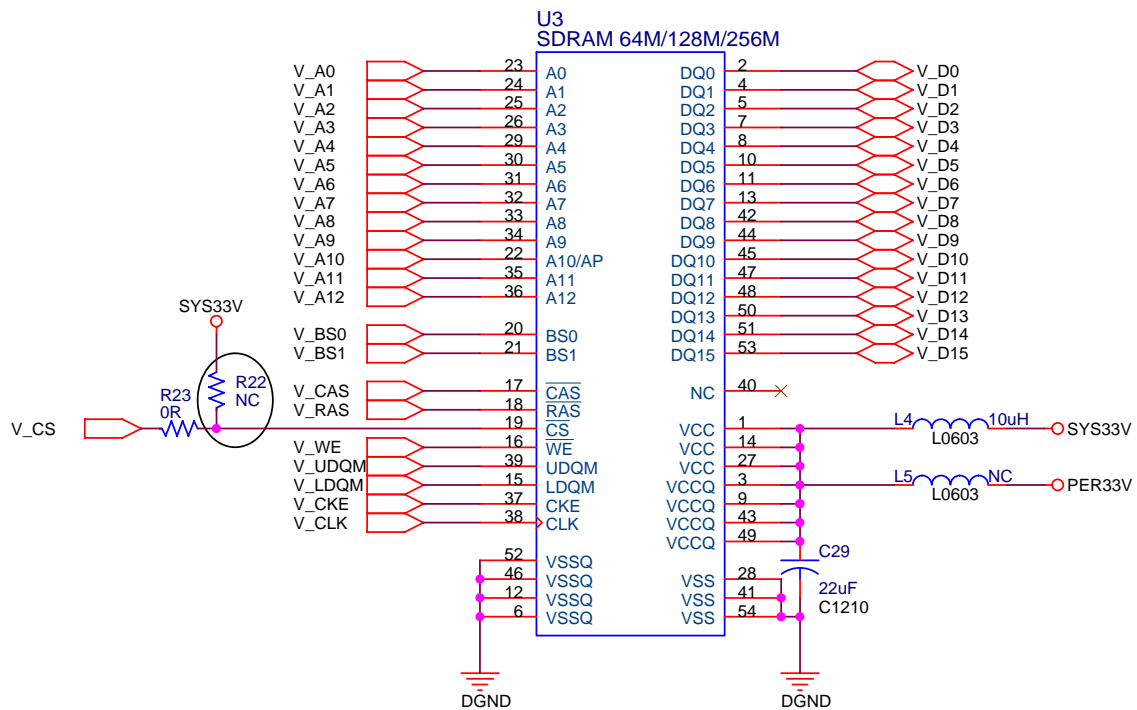 U3
SDRAM 64M/128M/256M
V_A0 23 A0 DQ0 2 V_D0
V_A1 24 A1 DQ1 4 V_D1
V_A2 25 A2 DQ2 5 V_D2
V_A3 26 A3 DQ3 7 V_D3
V_A4 29 A4 DQ4 8 V_D4
V_A5 30 A5 DQ5 10 V_D5
V_A6 31 A6 DQ6 11 V_D6
V_A7 32 A7 DQ7 13 V_D7
V_A8 33 A8 DQ8 42 V_D8
V_A9 34 A9 DQ9 44 V_D9
V_A10 22 A10/AP DQ10 45 V_D10
V_A11 35 A11 DQ11 47 V_D11
V_A12 36 A12 DQ12 48 V_D12
SYS33V DQ13 50 V_D13
V_BS0 20 BS0 DQ14 51 V_D14
V_BS1 21 BS1 DQ15 53 V_D15
R22
NC
R23
0R
V_CAS 17 CAS NC 40
V_RAS 18 RAS
V_CS 19 CS VCC 1 L4 10uH SYS33V
L0603
V_WE 16 WE VCC 14
V_UDQM 39 UDQM VCC 27
V_LDQM 15 LDQM VCCQ 3 L5 NC PER33V
L0603
V_CKE 37 CKE VCCQ 9
V_CLK 38 CLK VCCQ 43
VCCQ 49
C29
22uF
C1210
52 VSSQ
46 VSSQ VSS 28
12 VSSQ VSS 41
6 VSSQ VSS 54
DGND DGND